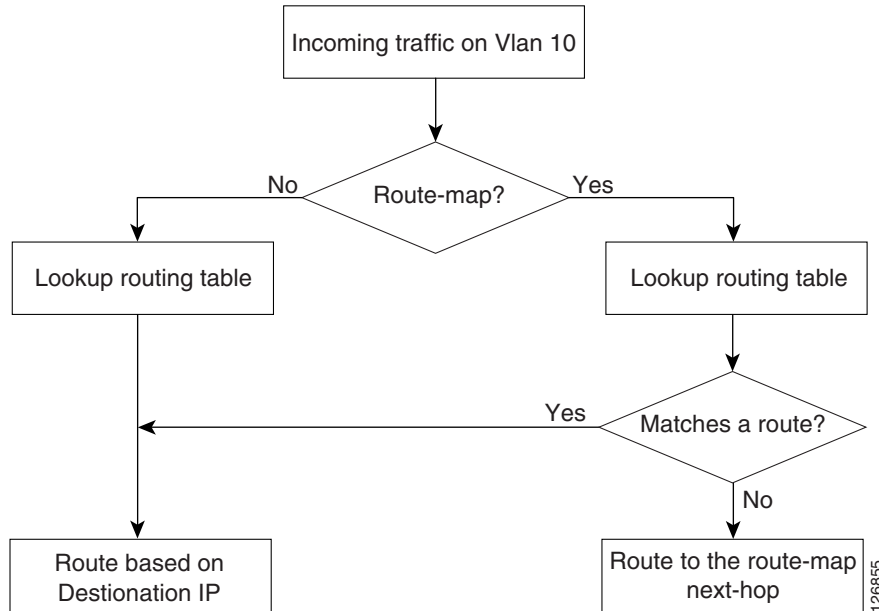 Incoming traffic on Vlan 10
No
Route-map?
Yes
Lookup routing table
Lookup routing table
Yes
Matches a route?
No
Route based on
Destionation IP
Route to the route-map
next-hop
126855